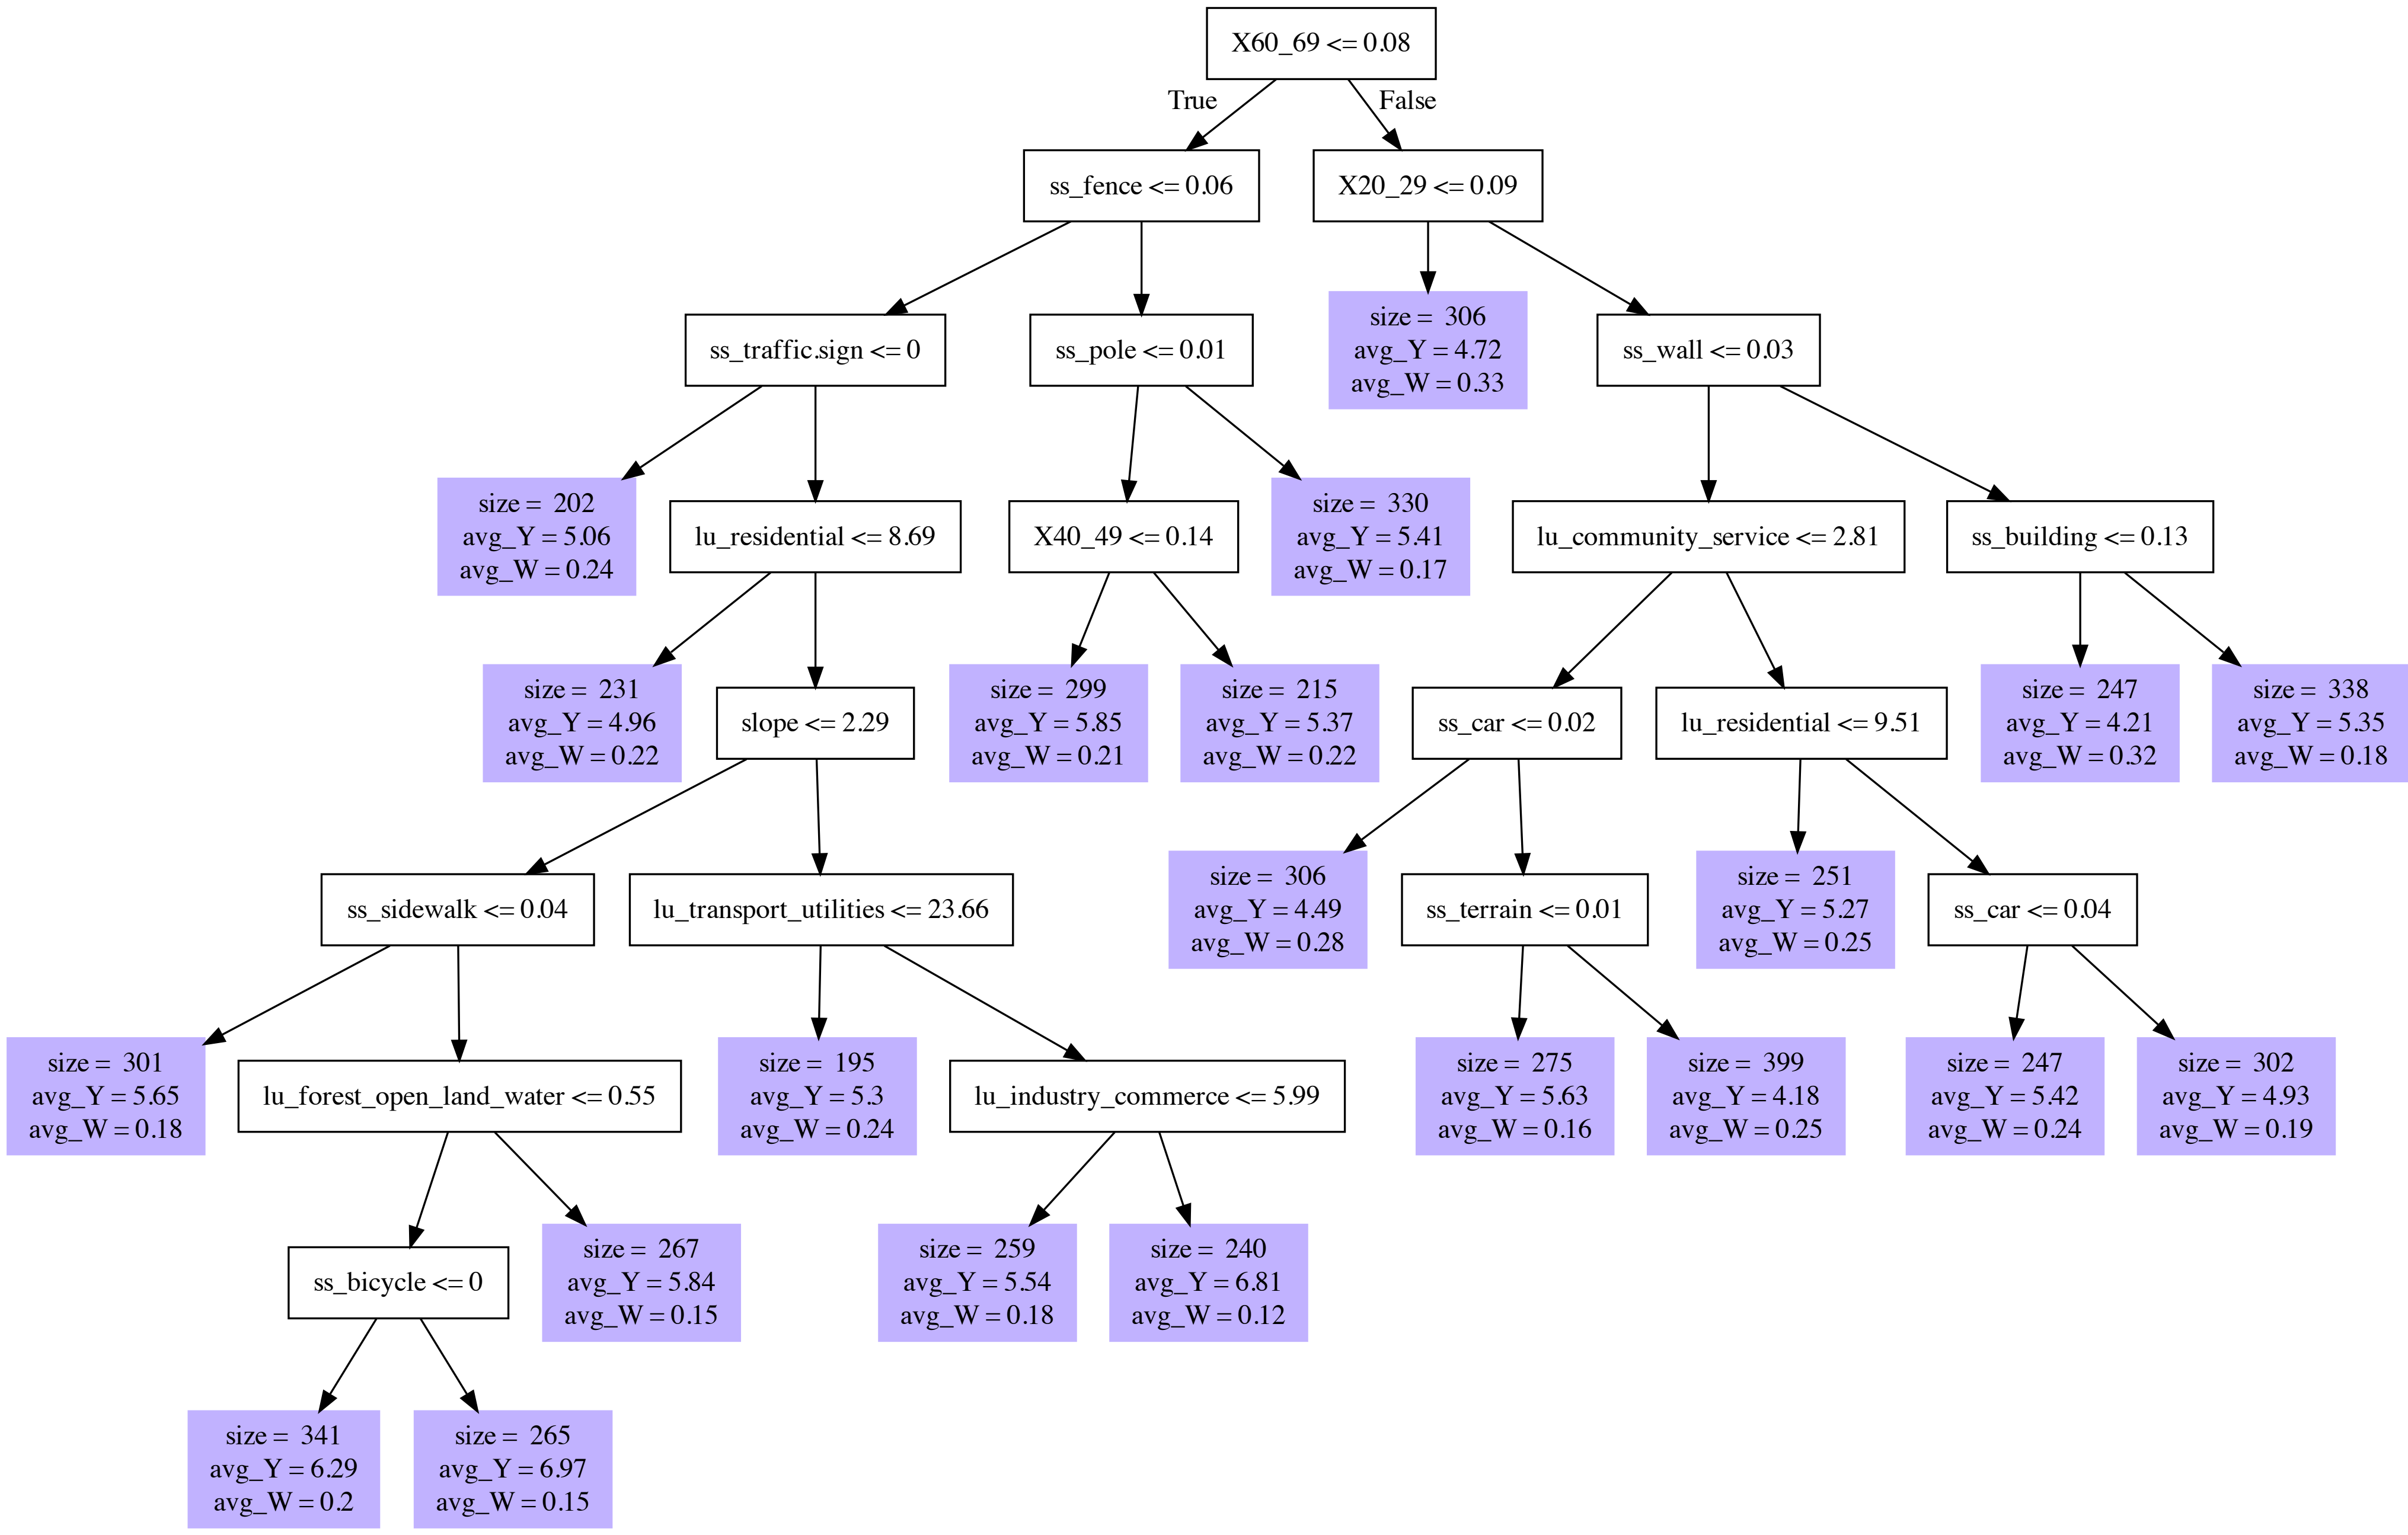 X60_69 <= 0.08
True
False
ss_fence <= 0.06
X20_29 <= 0.09
ss_traffic.sign <= 0
ss_pole <= 0.01
size = 306
avg_Y = 4.72
avg_W = 0.33
ss_wall <= 0.03
size = 202
avg_Y = 5.06
avg_W = 0.24
lu_residential <= 8.69
X40_49 <= 0.14
size = 330
avg_Y = 5.41
avg_W = 0.17
lu_community_service <= 2.81
ss_building <= 0.13
size = 231
avg_Y = 4.96
avg_W = 0.22
slope <= 2.29
size = 299
avg_Y = 5.85
avg_W = 0.21
size = 215
avg_Y = 5.37
avg_W = 0.22
ss_car <= 0.02
lu_residential <= 9.51
size = 247
avg_Y = 4.21
avg_W = 0.32
size = 338
avg_Y = 5.35
avg_W = 0.18
ss_sidewalk <= 0.04
lu_transport_utilities <= 23.66
size = 306
avg_Y = 4.49
avg_W = 0.28
ss_terrain <= 0.01
size = 251
avg_Y = 5.27
avg_W = 0.25
ss_car <= 0.04
size = 301
avg_Y = 5.65
avg_W = 0.18
lu_forest_open_land_water <= 0.55
size = 195
avg_Y = 5.3
avg_W = 0.24
lu_industry_commerce <= 5.99
size = 275
avg_Y = 5.63
avg_W = 0.16
size = 399
avg_Y = 4.18
avg_W = 0.25
size = 247
avg_Y = 5.42
avg_W = 0.24
size = 302
avg_Y = 4.93
avg_W = 0.19
ss_bicycle <= 0
size = 267
avg_Y = 5.84
avg_W = 0.15
size = 259
avg_Y = 5.54
avg_W = 0.18
size = 240
avg_Y = 6.81
avg_W = 0.12
size = 341
avg_Y = 6.29
avg_W = 0.2
size = 265
avg_Y = 6.97
avg_W = 0.15